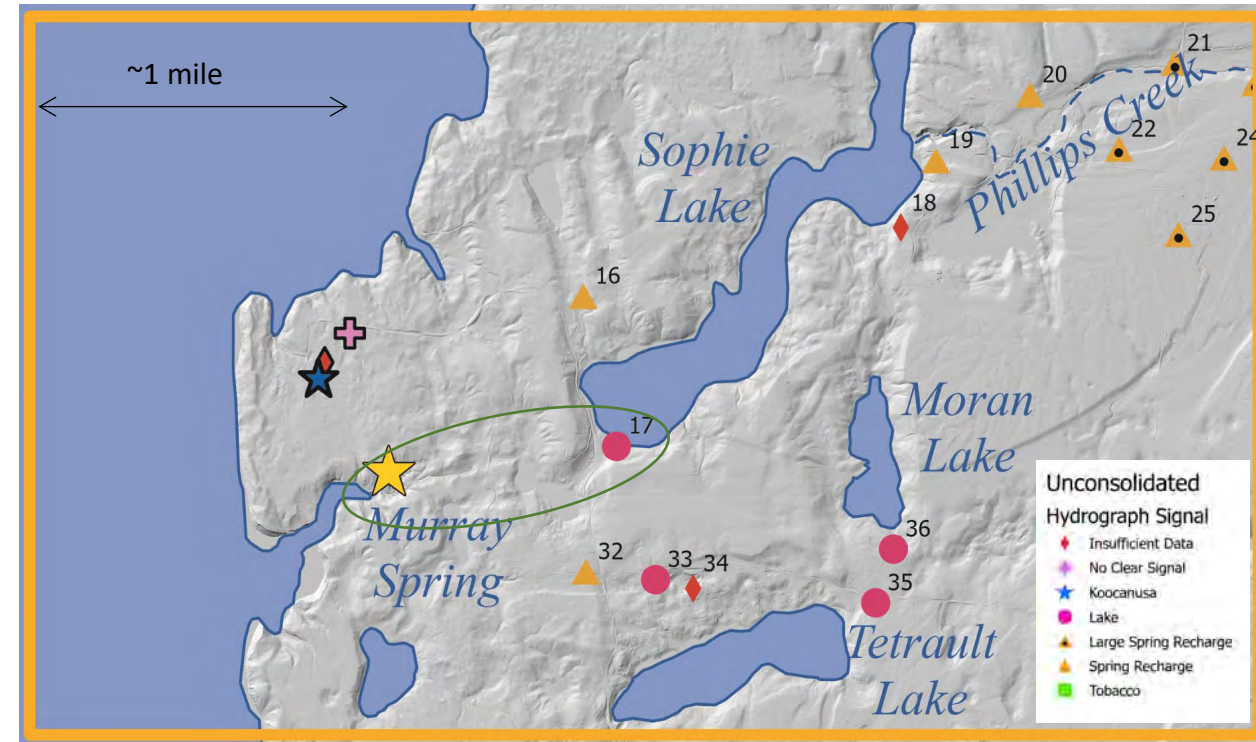 ~1 mile
21
20
Sophie
Lake
19
22
24
Phillips Creek
18
25
16
Moran
Lake
17
Murray
Spring
36
32
33
34
35
Tetrault
Lake
Unconsolidated
Hydrograph Signal
Insufficient Data
No Clear Signal
Koocanusa
Lake
Large Spring Recharge
Spring Recharge
Tobacco